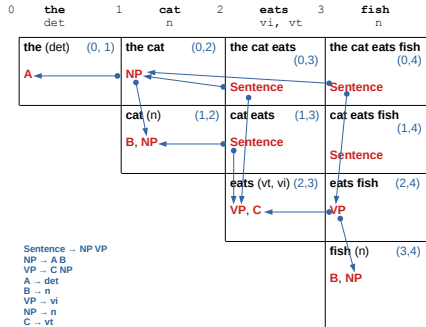 0 the 1 cat 2 eats 3 fish
det n vi, vt n
the (det) (0, 1) the cat (0,2) the cat eats (0,3) the cat eats fish (0,4)
A NP Sentence Sentence
cat (n) (1,2) cat eats (1,3) cat eats fish (1,4)
B, NP Sentence Sentence
eats (vt, vi) (2,3) eats fish (2,4)
VP, C VP
fish (n) (3,4)
B, NP
Sentence → NP VP
NP → A B
VP → C NP
A → det
B → n
VP → vi
NP → n
C → vt